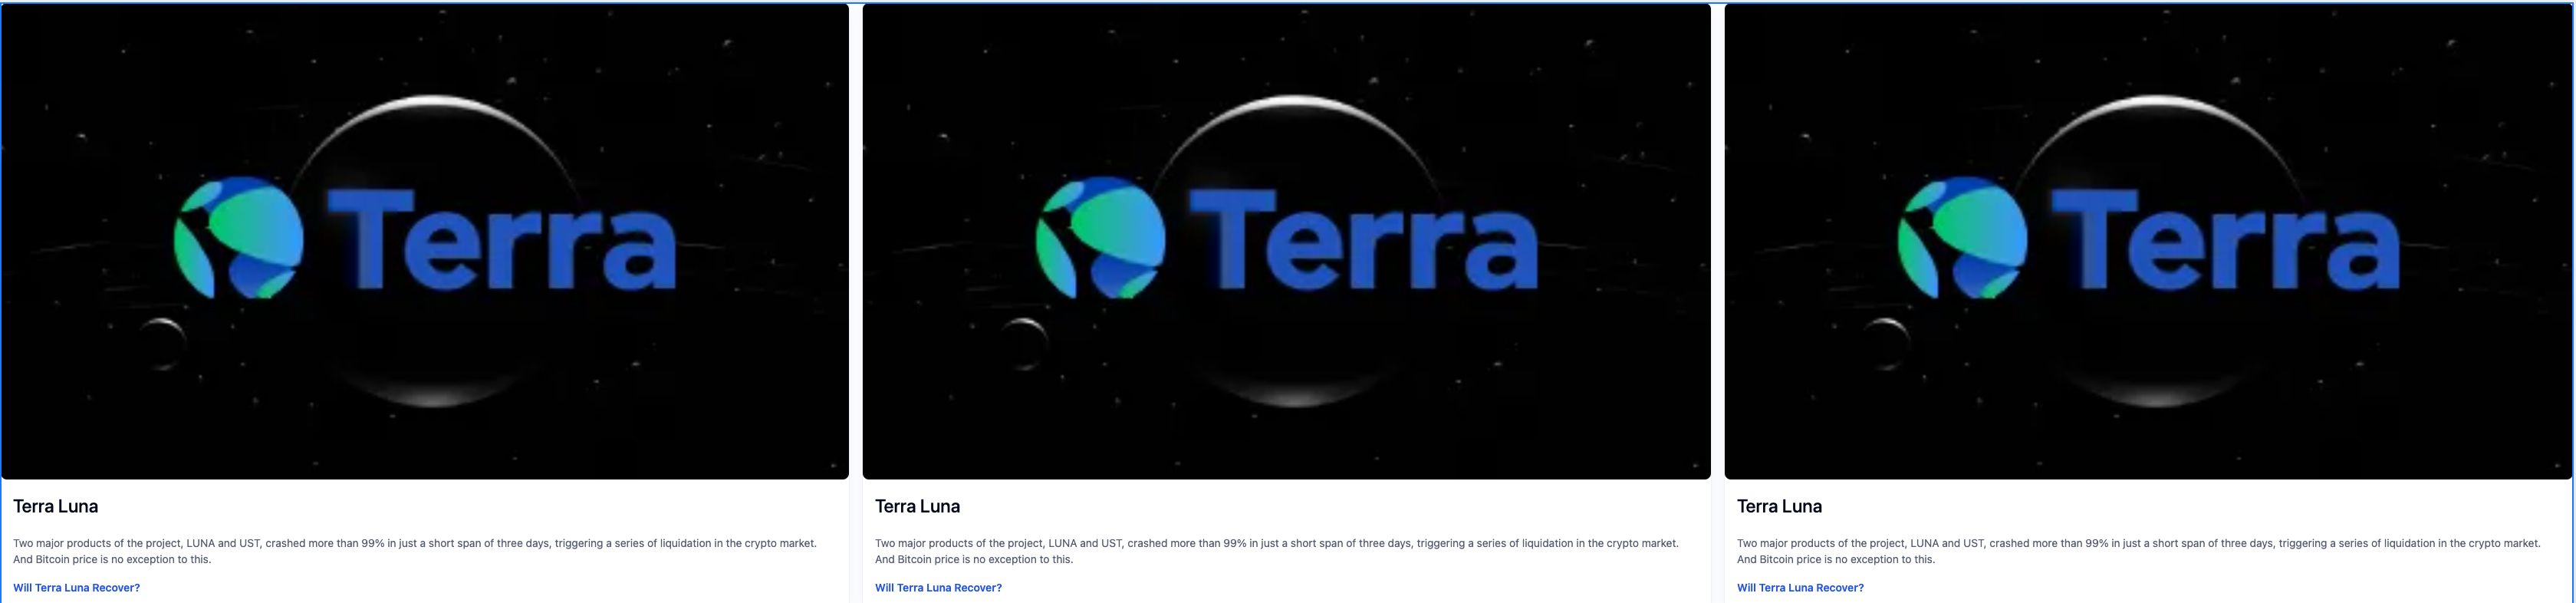 Terra
Terra Luna
Two major products of the project, LUNA and UST, crashed more than 99% in just a short span of three days, triggering a series of liquidation in the crypto market.
And Bitcoin price is no exception to this.
Will Terra Luna Recover?
Terra
Terra Luna
Two major products of the project, LUNA and UST, crashed more than 99% in just a short span of three days, triggering a series of liquidation in the crypto market.
And Bitcoin price is no exception to this.
Will Terra Luna Recover?
Terra
Terra Luna
Two major products of the project, LUNA and UST, crashed more than 99% in just a short span of three days, triggering a series of liquidation in the crypto market.
And Bitcoin price is no exception to this.
Will Terra Luna Recover?